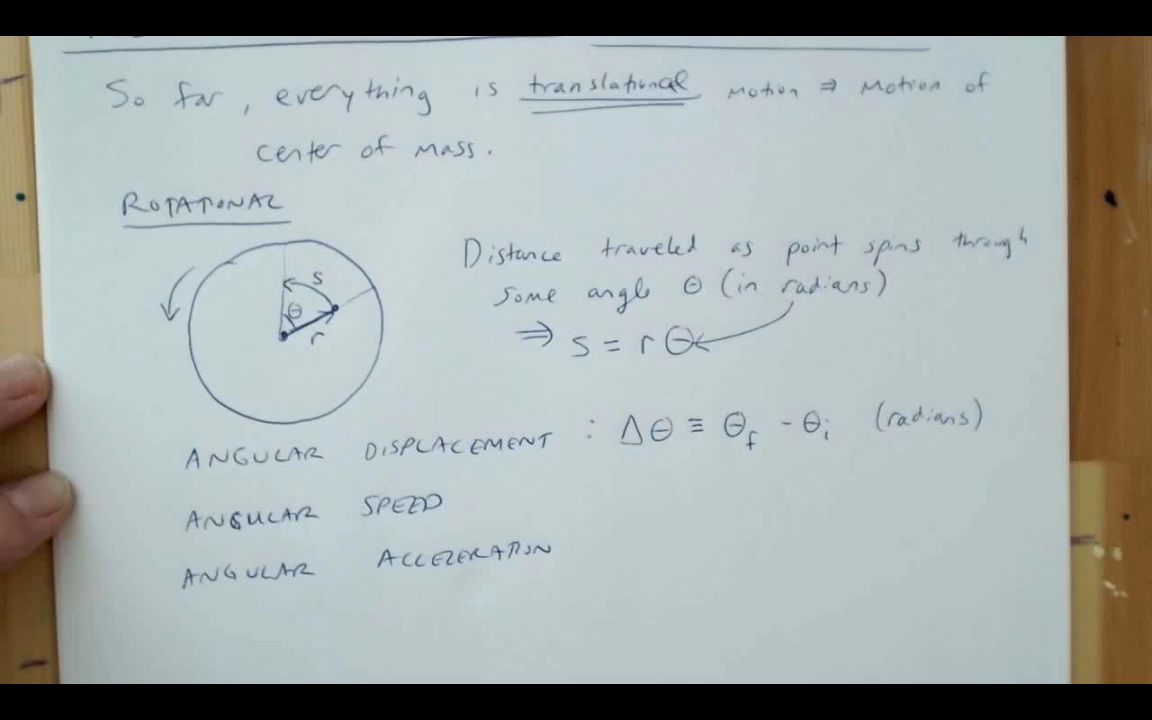 So far, everything is translational motion ⇒ motion of
center of mass.
ROTATIONAL
S
θ
r
Distance traveled as point spins through
some angle θ (in radians)
⇒ s = r θ
ANGULAR DISPLACEMENT : Δθ ≡ θf - θi (radians)
ANGULAR SPEED
ANGULAR ACCELERATION